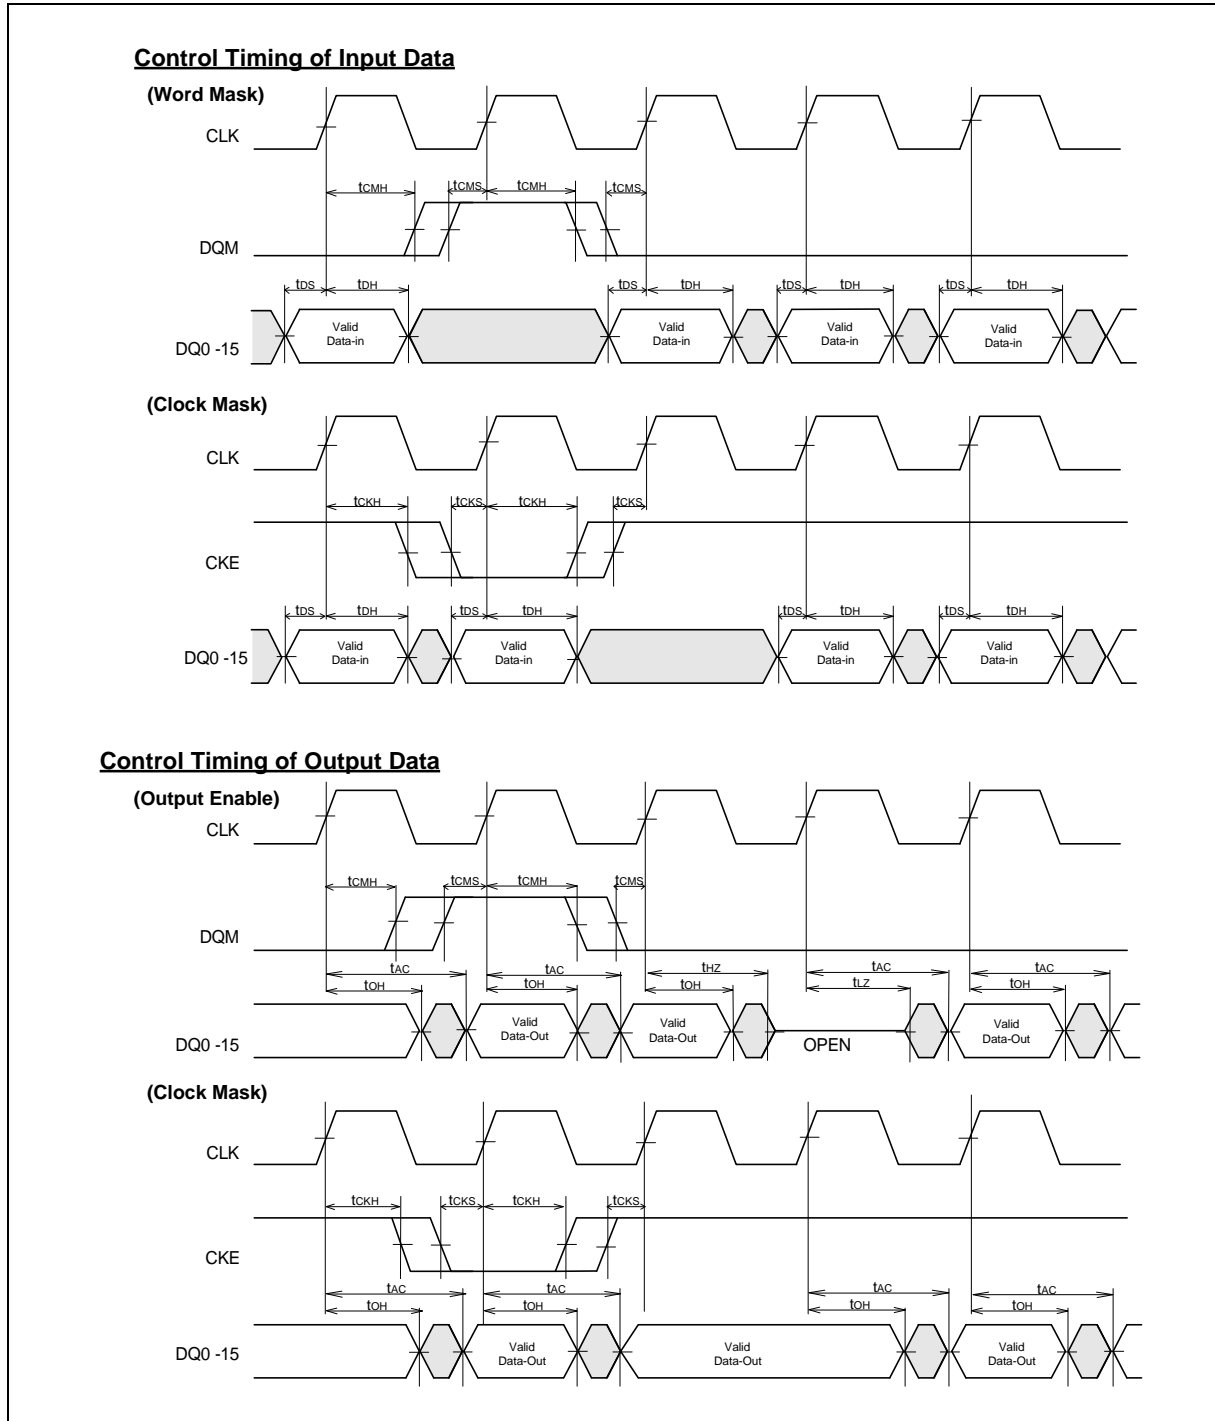 Control Timing of Input Data
(Word Mask)
CLK
tCMH tCMS tCMH tCMS
DQM
tDS tDH tDS tDH tDS tDH tDS tDH
Valid Data-in Valid Data-in Valid Data-in Valid Data-in
DQ0 -15
(Clock Mask)
CLK
tCKH tCKS tCKH tCKS
CKE
tDS tDH tDS tDH tDS tDH tDS tDH
Valid Data-in Valid Data-in Valid Data-in Valid Data-in
DQ0 -15
Control Timing of Output Data
(Output Enable)
CLK
tCMH tCMS tCMH tCMS
DQM
tAC tAC tHZ tAC tAC
tOH tOH tOH tLZ tOH
Valid Data-Out Valid Data-Out Valid Data-Out
DQ0 -15 OPEN
(Clock Mask)
CLK
tCKH tCKS tCKH tCKS
CKE
tAC tAC tAC tAC
tOH tOH tOH tOH
Valid Data-Out Valid Data-Out Valid Data-Out
DQ0 -15